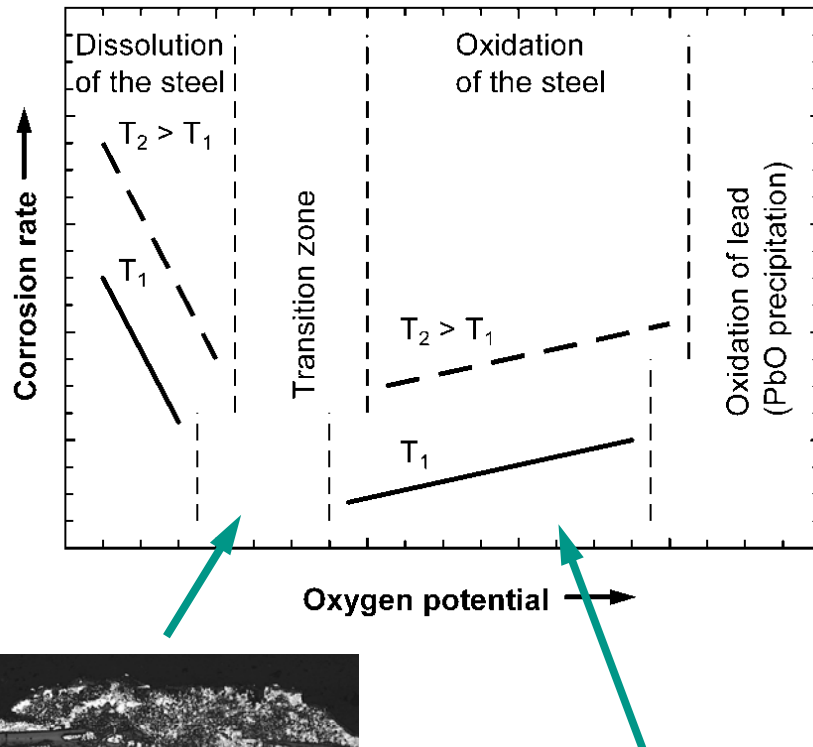 Dissolution
of the steel
Oxidation
of the steel
T₂ > T₁
T₁
Transition zone
T₂ > T₁
T₁
Oxidation of lead
(PbO precipitation)
Corrosion rate
Oxygen potential